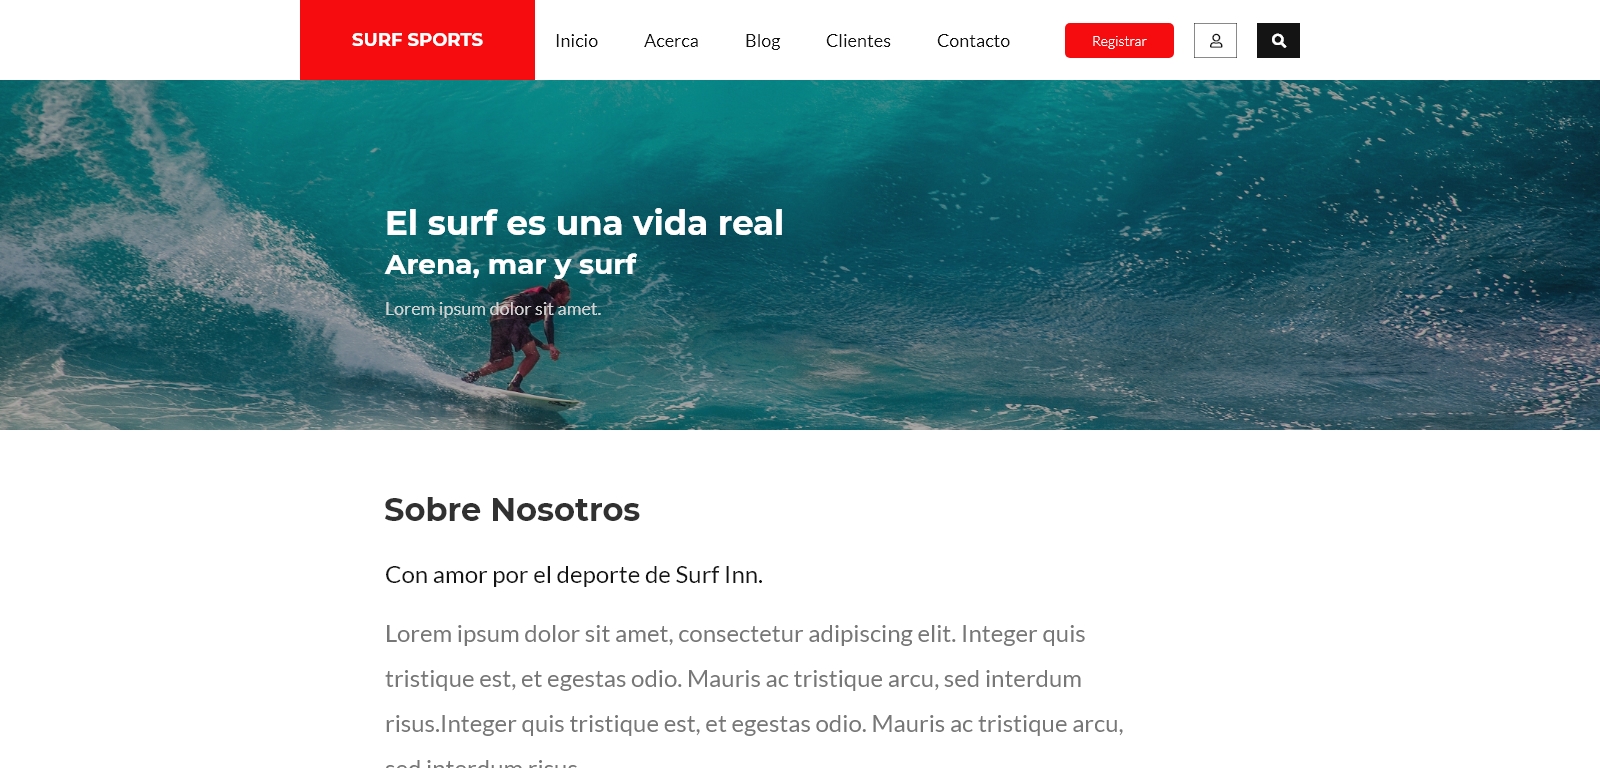 SURF SPORTS
Inicio Acerca Blog Clientes Contacto Registrar
El surf es una vida real
Arena, mar y surf
Lorem ipsum dolor sit amet.
Sobre Nosotros
Con amor por el deporte de Surf Inn.
Lorem ipsum dolor sit amet, consectetur adipiscing elit. Integer quis
tristique est, et egestas odio. Mauris ac tristique arcu, sed interdum
risus.Integer quis tristique est, et egestas odio. Mauris ac tristique arcu,
sed interdum risus